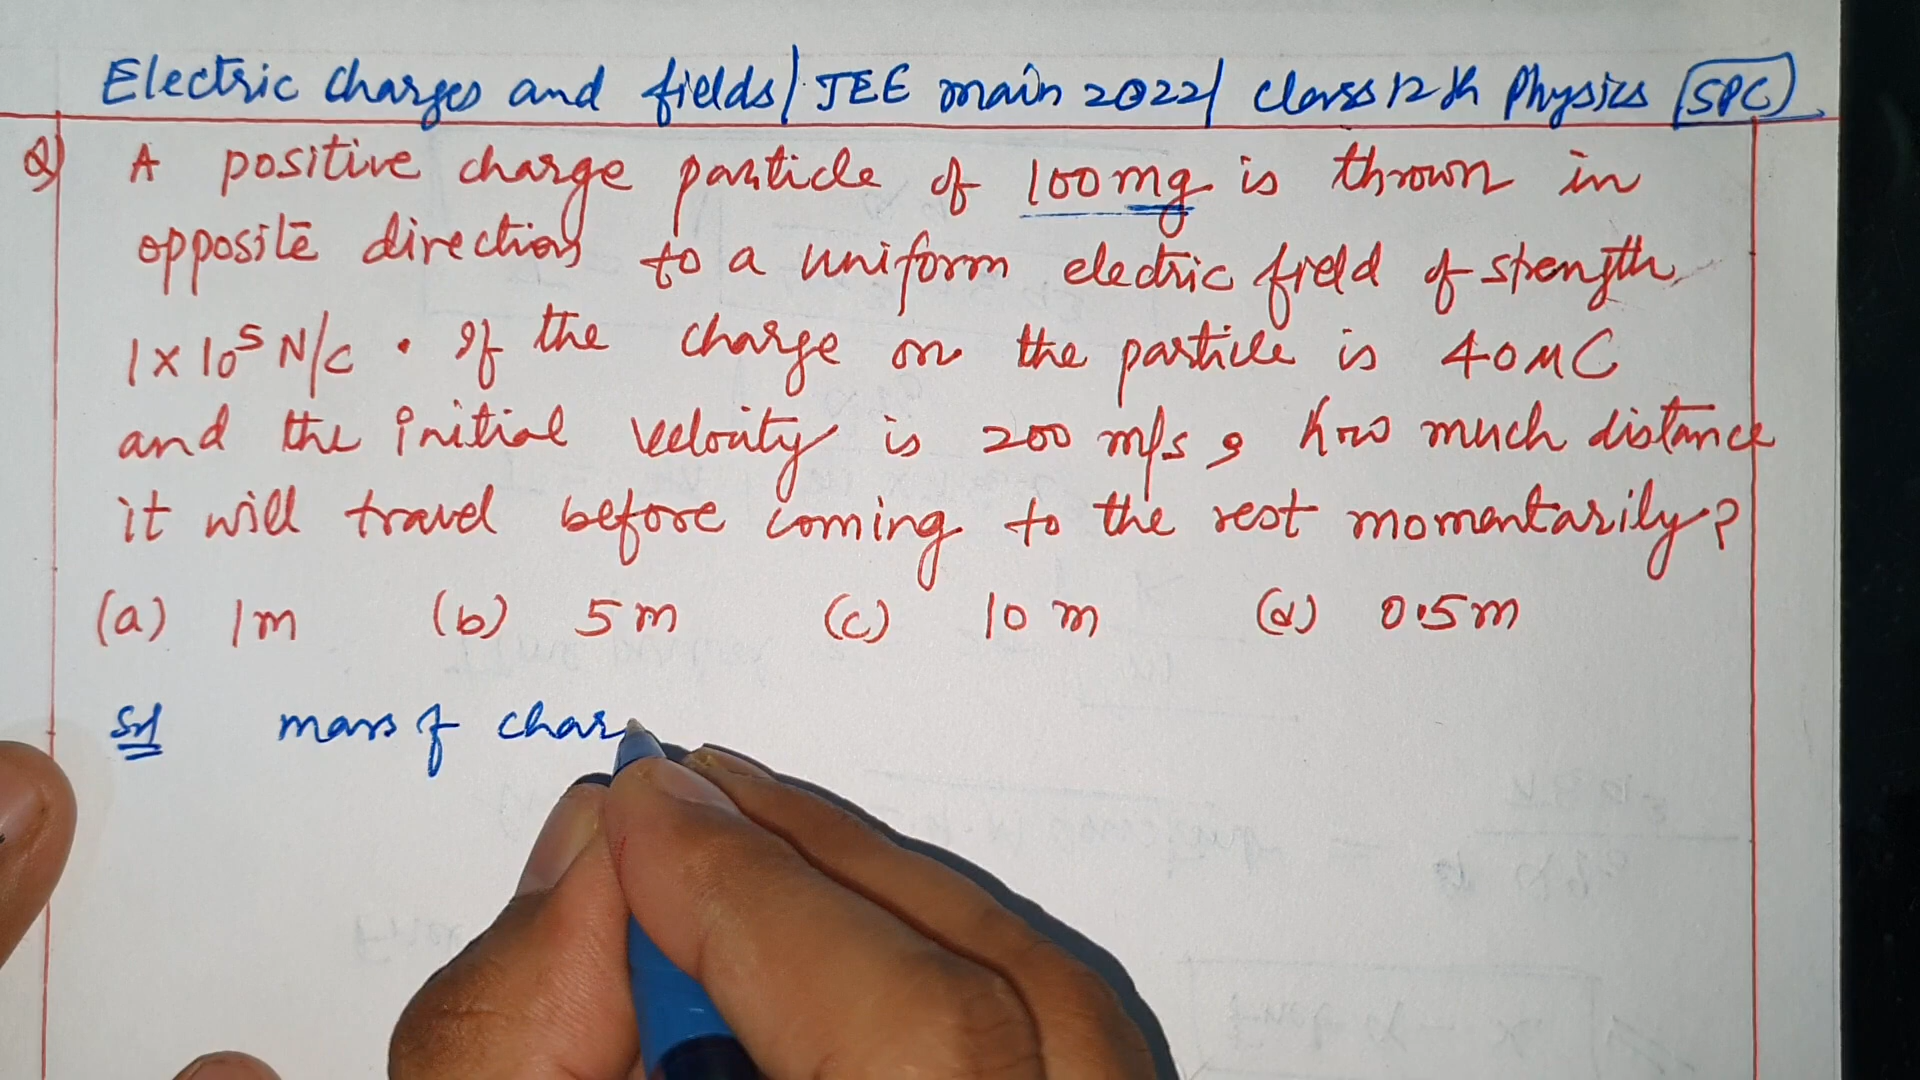 Electric charges and fields / JEE main 2022 / class 12th Physics (SPC)
Q) A positive charge particle of 100 mg is thrown in
opposite direction to a uniform electric field of strength
1 × 10⁵ N/C . If the charge on the particle is 40 μC
and the initial velocity is 200 m/s, how much distance
it will travel before coming to the rest momentarily?
(a) 1m (b) 5 m (c) 10 m (d) 0.5m
Sol mass of char